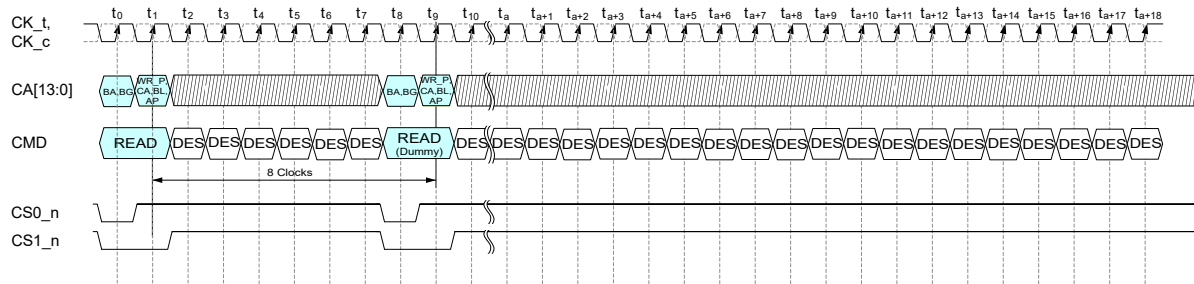 CK_t, t0 t1 t2 t3 t4 t5 t6 t7 t8 t9 t10 ta ta+1 ta+2 ta+3 ta+4 ta+5 ta+6 ta+7 ta+8 ta+9 ta+10 ta+11 ta+12 ta+13 ta+14 ta+15 ta+16 ta+17 ta+18
CK_c
CA[13:0] BA,BG WR_P, CA,BL, AP BA,BG WR_P, CA,BL, AP
CMD READ DES DES DES DES DES DES READ (Dummy) DES DES DES DES DES DES DES DES DES DES DES DES DES DES DES DES DES DES DES DES
8 Clocks
CS0_n
CS1_n